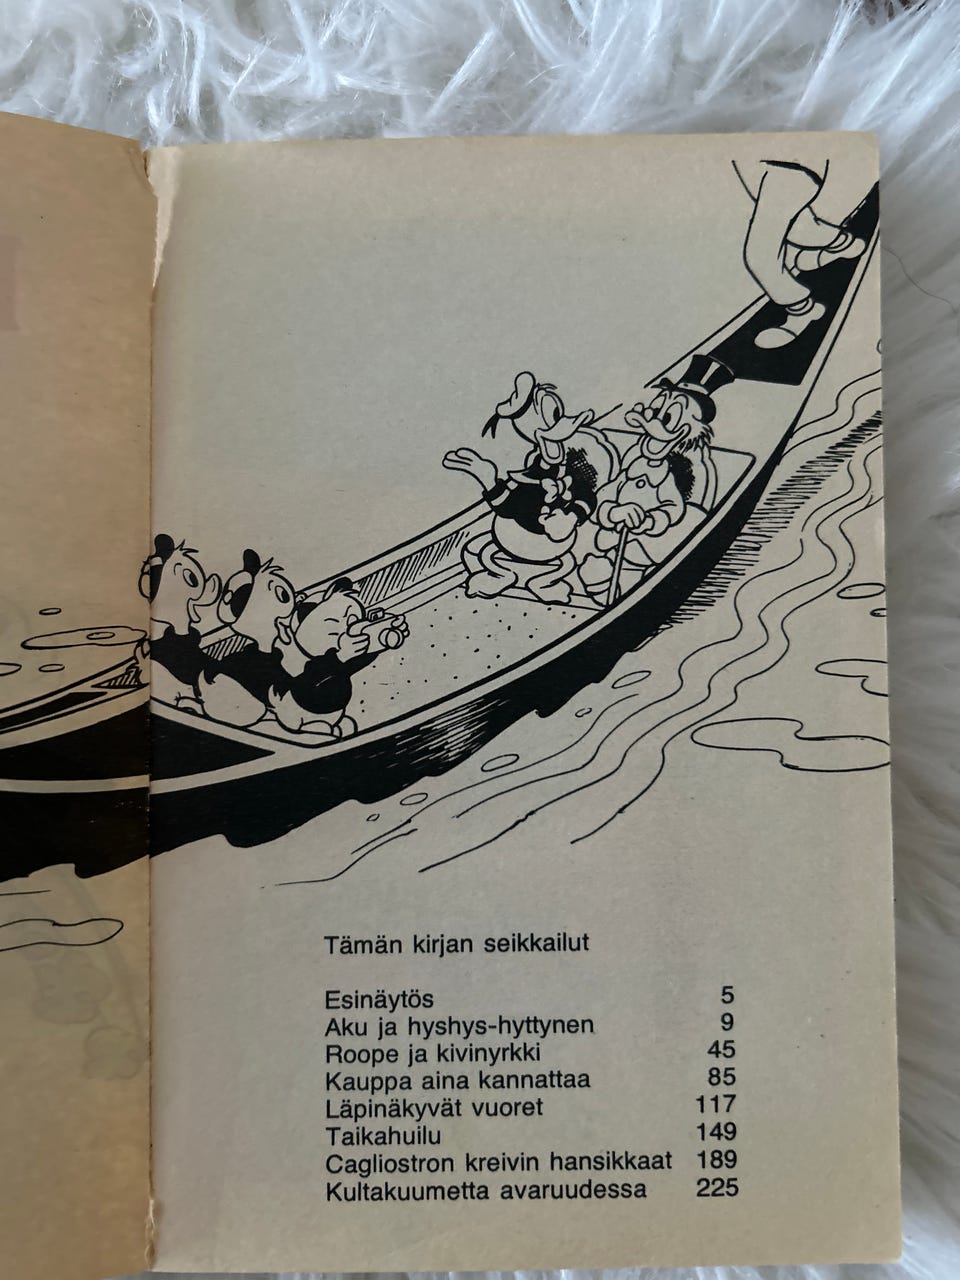 Tämän kirjan seikkailut
Esinäytös 5
Aku ja hyshys-hyttynen 9
Roope ja kivinyrkki 45
Kauppa aina kannattaa 85
Läpinäkyvät vuoret 117
Taikahuilu 149
Cagliostron kreivin hansikkaat 189
Kultakuumetta avaruudessa 225